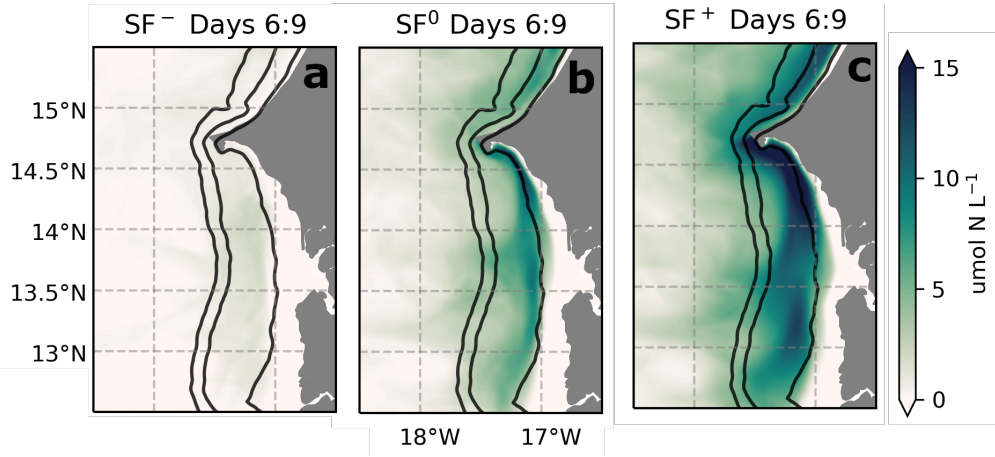 SF⁻ Days 6:9
SF⁰ Days 6:9
SF⁺ Days 6:9
a
b
c
15°N
14.5°N
14°N
13.5°N
13°N
18°W
17°W
15
10
5
0
umol N L⁻¹